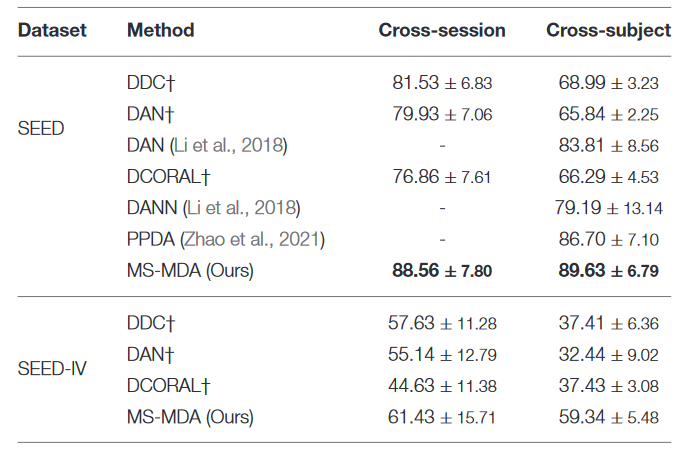 Dataset Method Cross-session Cross-subject
DDC† 81.53 ± 6.83 68.99 ± 3.23
DAN† 79.93 ± 7.06 65.84 ± 2.25
SEED
DAN (Li et al., 2018) - 83.81 ± 8.56
DCORAL† 76.86 ± 7.61 66.29 ± 4.53
DANN (Li et al., 2018) - 79.19 ± 13.14
PPDA (Zhao et al., 2021) - 86.70 ± 7.10
MS-MDA (Ours) 88.56 ± 7.80 89.63 ± 6.79
DDC† 57.63 ± 11.28 37.41 ± 6.36
DAN† 55.14 ± 12.79 32.44 ± 9.02
SEED-IV
DCORAL† 44.63 ± 11.38 37.43 ± 3.08
MS-MDA (Ours) 61.43 ± 15.71 59.34 ± 5.48